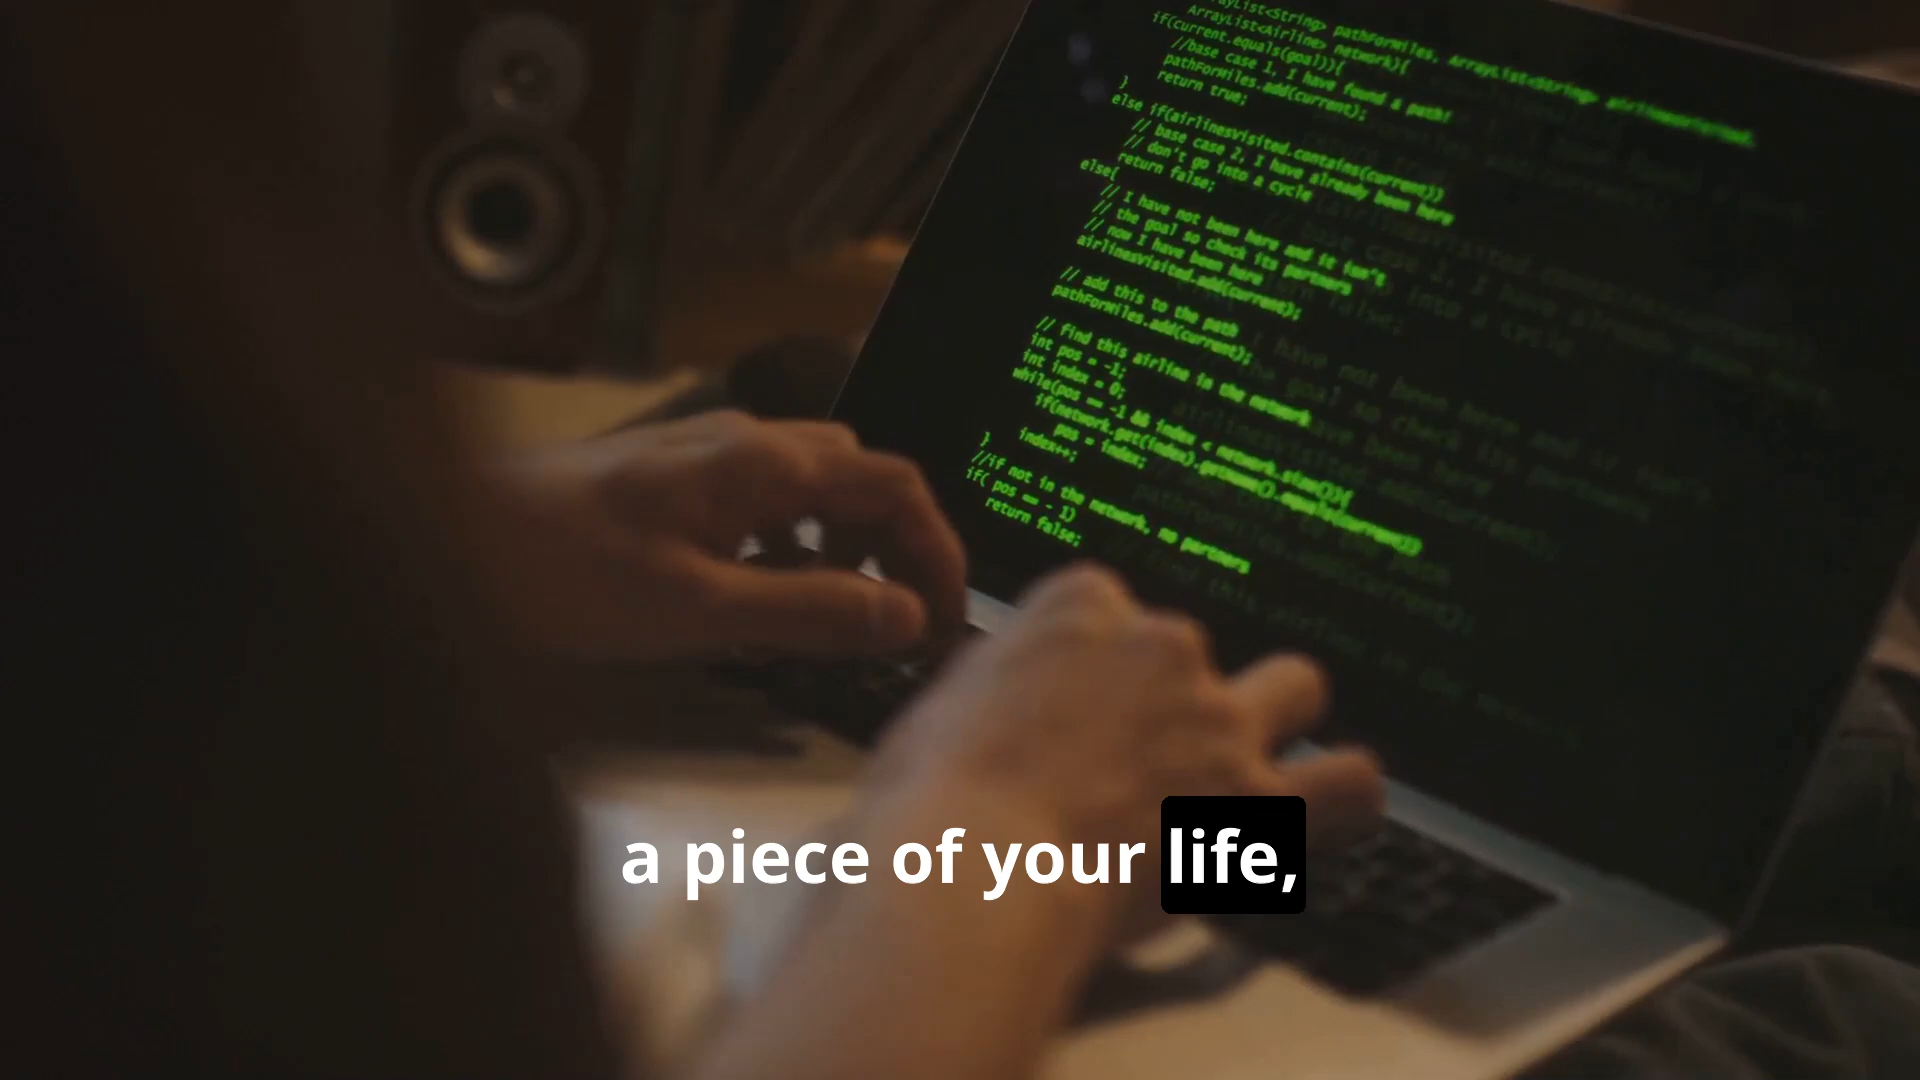 ArrayList<String> pathForMiles, ArrayList<String>
ArrayList<Airline> network){
if(current.equals(goal)){
//base case 1, I have found a path!
pathForMiles.add(current);
return true;
}
else if(airlinesVisited.contains(current))
// base case 2, I have already been here
// don't go into a cycle
return false;
else{
// I have not been here and it isn't
// the goal so check its partners
// now I have been here
airlinesVisited.add(current);
// add this to the path
pathForMiles.add(current);
// find this airline in the network
int pos = -1;
int index = 0;
while(pos == -1 && index < network.size()){
if(network.get(index).getName().equals(current))
pos = index;
index++;
}
//if not in the network, no partners
if( pos == - 1)
return false;
a piece of your life,